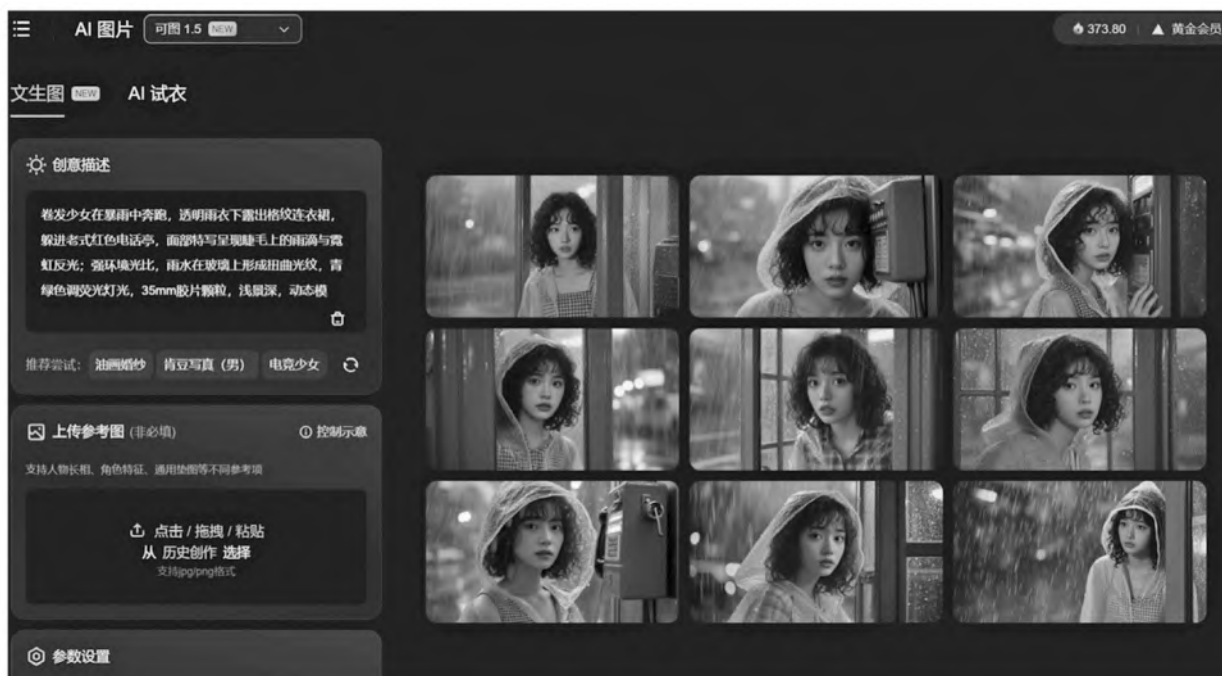 AI 图片 可图 1.5 NEW
373.80 黄金会员
文生图 NEW AI 试衣
创意描述
卷发少女在暴雨中奔跑，透明雨衣下露出格纹连衣裙，
躲进老式红色电话亭，面部特写呈现睫毛上的雨滴与霓
虹反光；强环境光比，雨水在玻璃上形成扭曲光纹，青
绿色调荧光灯光，35mm胶片颗粒，浅景深，动态模
推荐尝试： 油画婚纱 肯豆写真（男） 电竞少女
上传参考图 (非必填) 控制示意
支持人物长相、角色特征、通用垫图等不同参考项
点击 / 拖拽 / 粘贴
从 历史创作 选择
支持jpg/png格式
参数设置